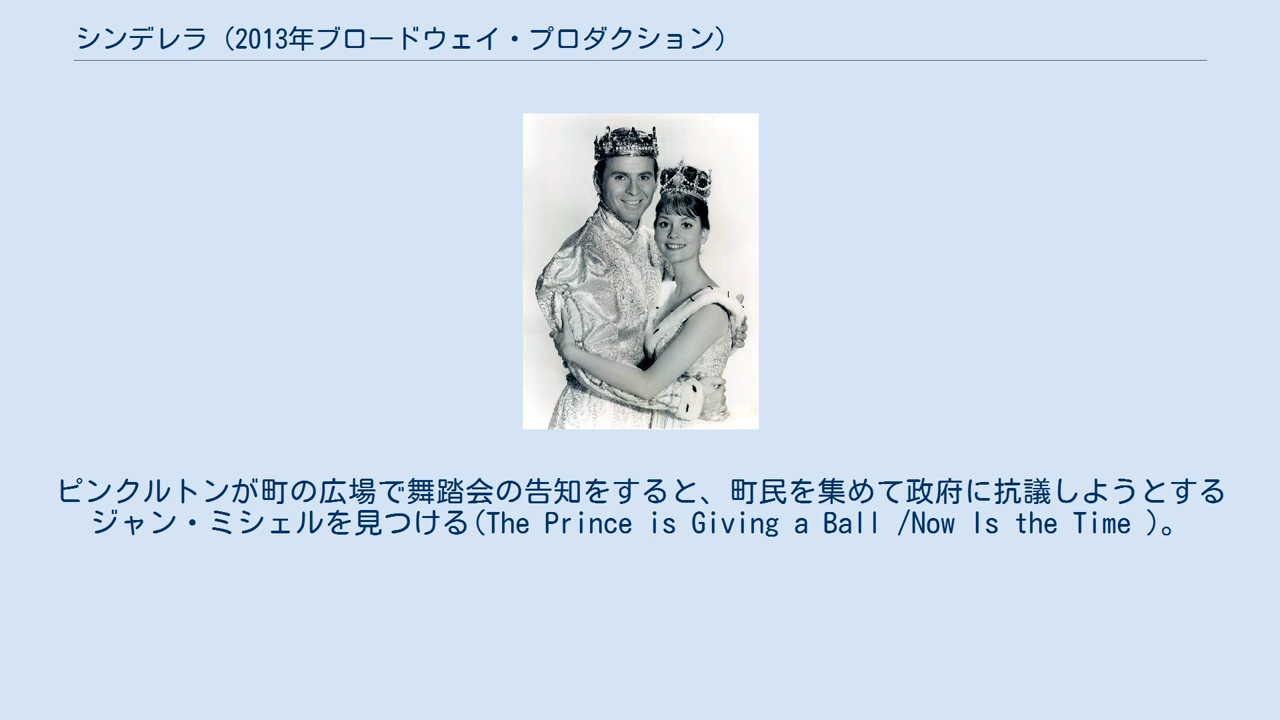 シンデレラ（2013年ブロードウェイ・プロダクション）
ピンクルトンが町の広場で舞踏会の告知をすると、町民を集めて政府に抗議しようとする
ジャン・ミシェルを見つける(The Prince is Giving a Ball /Now Is the Time )。